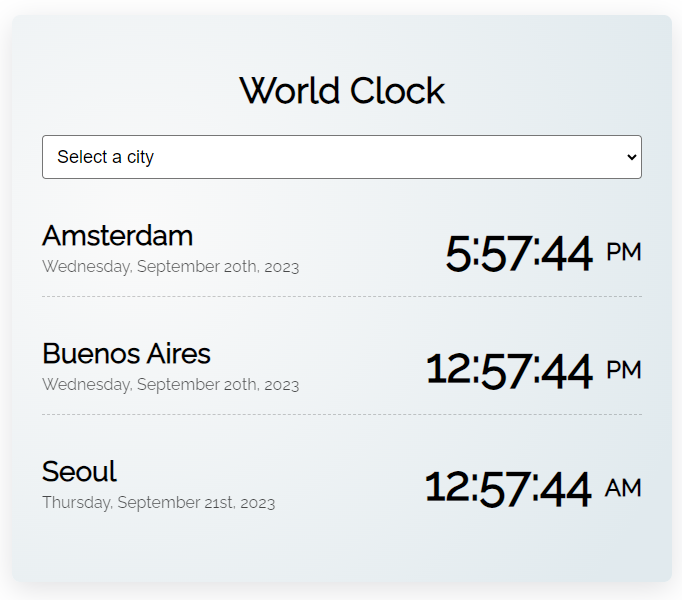 World Clock
Select a city
Amsterdam
Wednesday, September 20th, 2023
5:57:44 PM
Buenos Aires
Wednesday, September 20th, 2023
12:57:44 PM
Seoul
Thursday, September 21st, 2023
12:57:44 AM